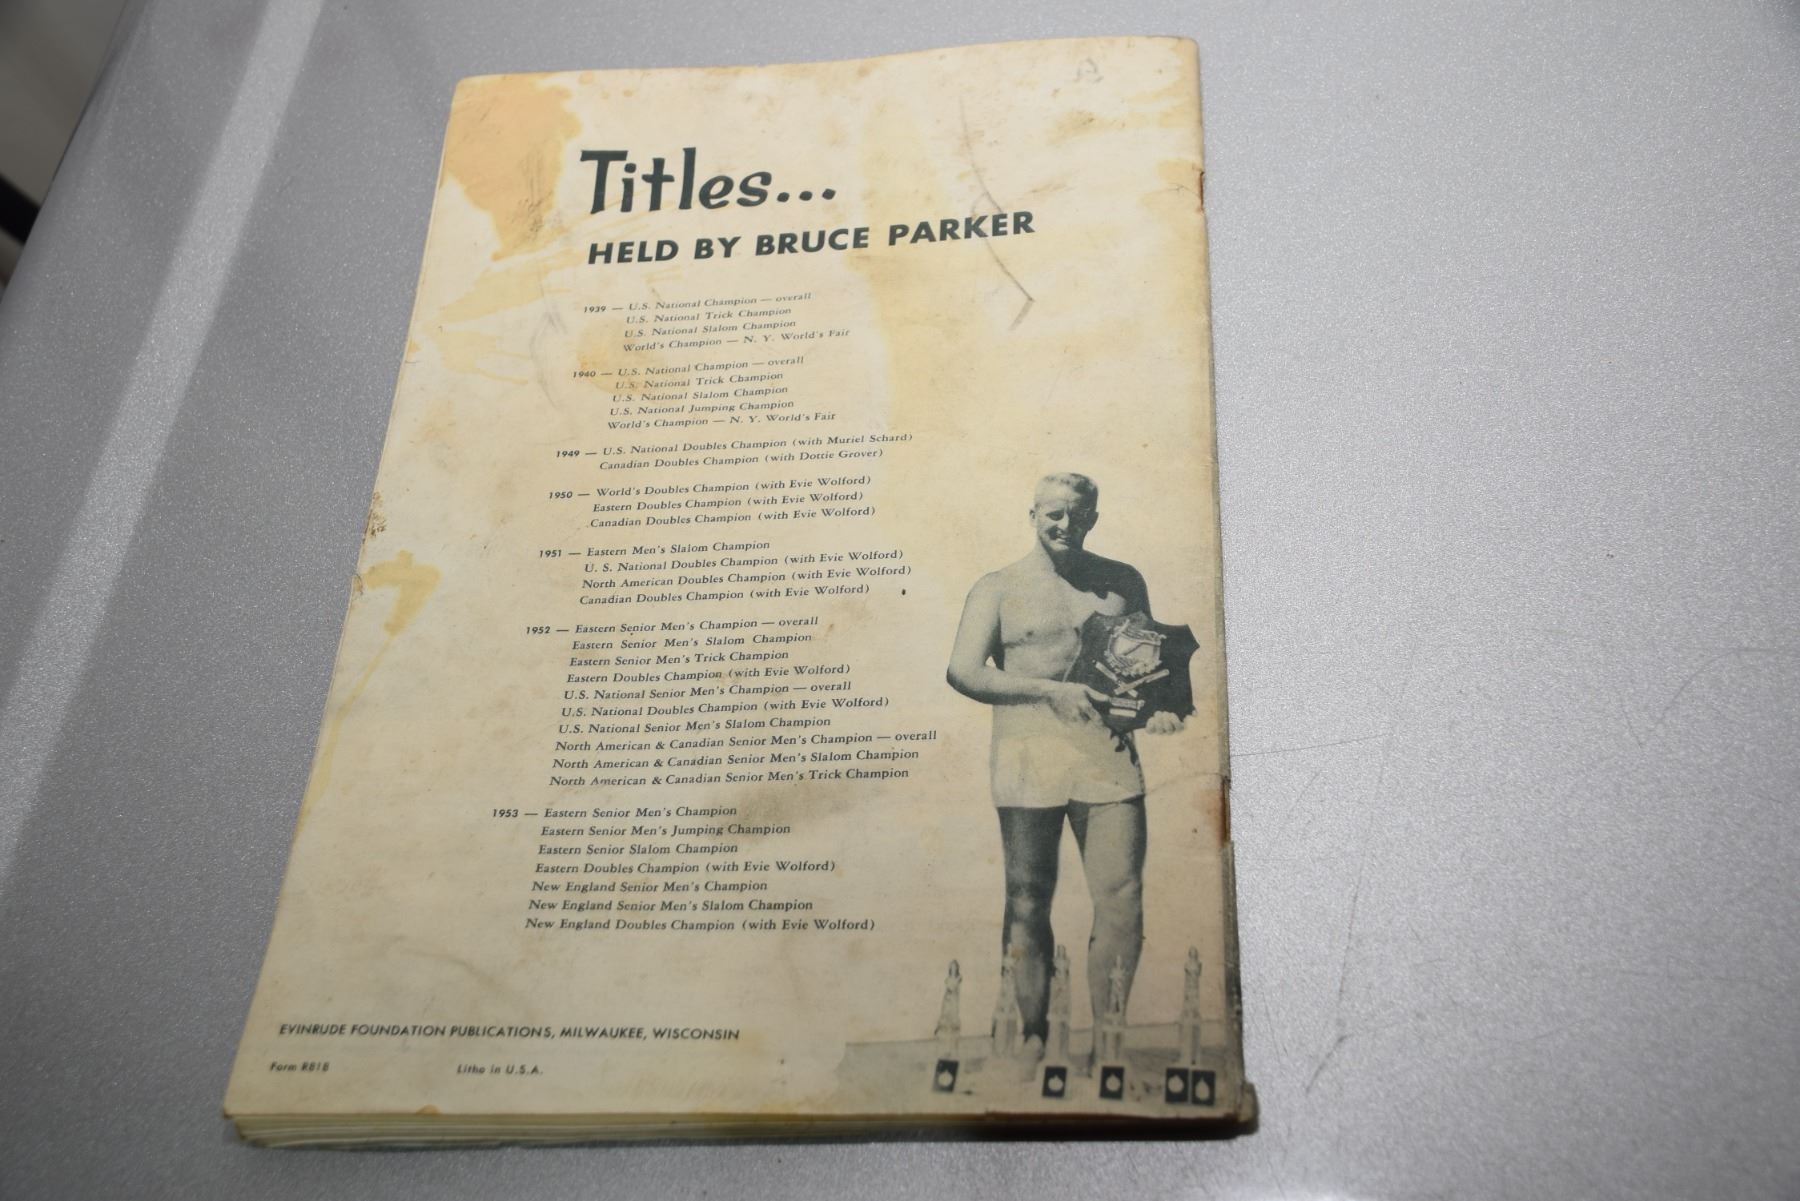 Titles...
HELD BY BRUCE PARKER
1939 — U.S. National Champion — overall
U.S. National Trick Champion
U.S. National Slalom Champion
World's Champion — N. Y. World's Fair
1940 — U.S. National Champion — overall
U.S. National Trick Champion
U.S. National Slalom Champion
U.S. National Jumping Champion
World's Champion — N. Y. World's Fair
1949 — U.S. National Doubles Champion (with Muriel Schard)
Canadian Doubles Champion (with Dottie Grover)
1950 — World's Doubles Champion (with Evie Wolford)
Eastern Doubles Champion (with Evie Wolford)
Canadian Doubles Champion (with Evie Wolford)
1951 — Eastern Men's Slalom Champion
U. S. National Doubles Champion (with Evie Wolford)
North American Doubles Champion (with Evie Wolford)
Canadian Doubles Champion (with Evie Wolford)
1952 — Eastern Senior Men's Champion — overall
Eastern Senior Men's Slalom Champion
Eastern Senior Men's Trick Champion
Eastern Doubles Champion (with Evie Wolford)
U.S. National Senior Men's Champion — overall
U.S. National Doubles Champion (with Evie Wolford)
U.S. National Senior Men's Slalom Champion
North American & Canadian Senior Men's Champion — overall
North American & Canadian Senior Men's Slalom Champion
North American & Canadian Senior Men's Trick Champion
1953 — Eastern Senior Men's Champion
Eastern Senior Men's Jumping Champion
Eastern Senior Slalom Champion
Eastern Doubles Champion (with Evie Wolford)
New England Senior Men's Champion
New England Senior Men's Slalom Champion
New England Doubles Champion (with Evie Wolford)
EVINRUDE FOUNDATION PUBLICATIONS, MILWAUKEE, WISCONSIN
Form R818 Litho in U.S.A.